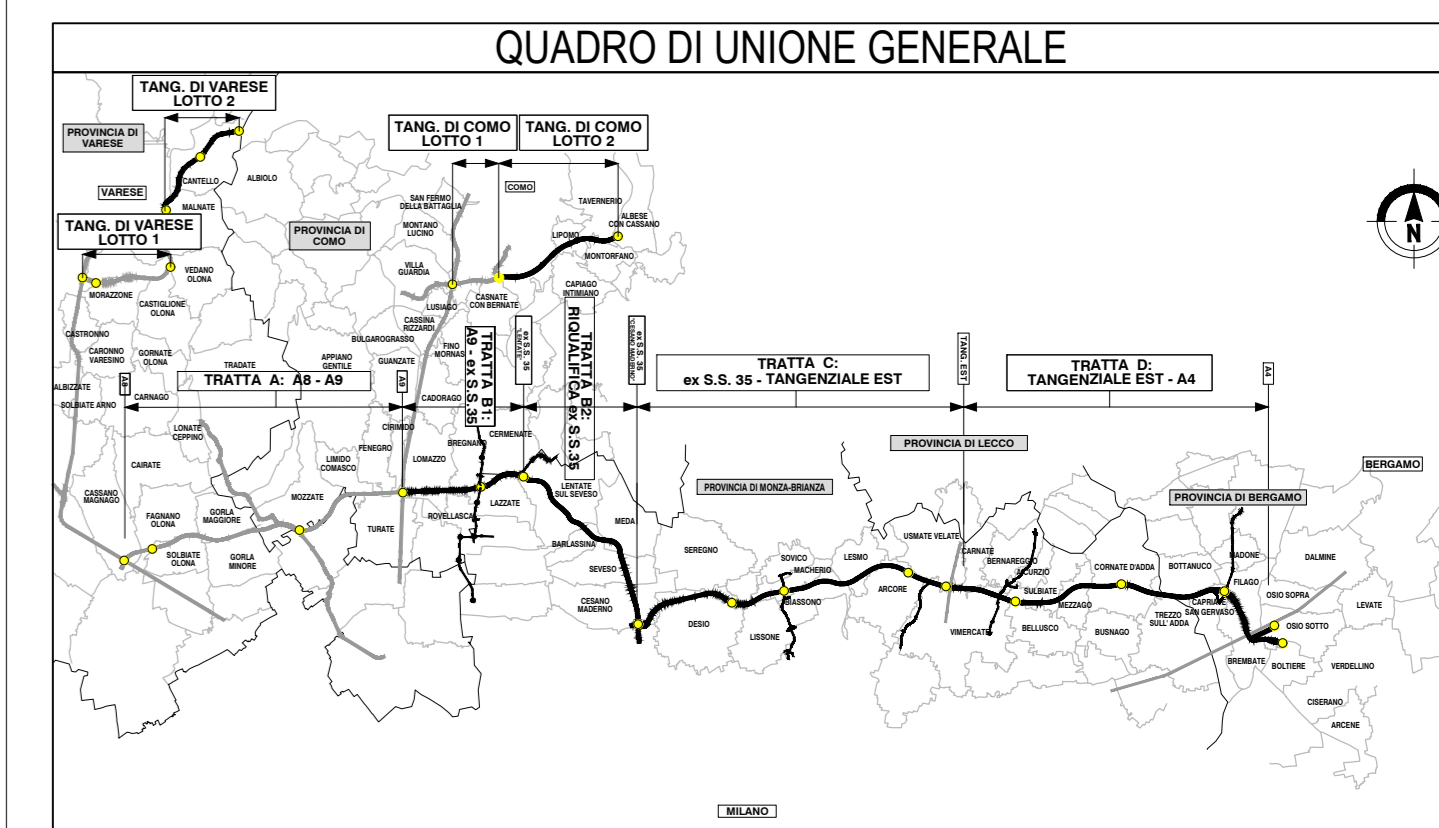 QUADRO DI UNIONE GENERALE
TANG. DI VARESE
LOTTO 2
PROVINCIA DI
VARESE
VARESE
CANTELLO
ALBIOLO
MALNATE
TANG. DI VARESE
LOTTO 1
TANG. DI COMO
LOTTO 1
TANG. DI COMO
LOTTO 2
COMO
SAN FERMO
DELLA BATTAGLIA
TAVERNERIO
ALBESE
CON CASSANO
N
PROVINCIA DI
COMO
MONTANO
LUCINO
LIPOMO
MONTORFANO
VEDANO
OLONA
MORAZZONE
VILLA
GUARDIA
CAPIAGO
INTIMIANO
CASTIGLIONE
OLONA
LUSIAGO
CASNATE
CON BERNATE
CASTRONNO
CASSINA
RIZZARDI
BULGAROGRASSO
FINO
MORNAS
CARONNO
VARESINO
GORNATE
OLONA
TRADATE
APPIANO
GENTILE
GUANZATE
TRATTA B1:
A9 - ex S.S.35
ex S.S. 35
"LENTATE"
TRATTA B2:
RIQUALIFICA ex S.S.35
ex S.S. 35
"CESANO MADERNO"
TRATTA C:
ex S.S. 35 - TANGENZIALE EST
TANG. EST
TRATTA D:
TANGENZIALE EST - A4
A4
ALBIZZATE
A8
TRATTA A: A8 - A9
A9
SOLBIATE ARNO
CARNAGO
CADORAGO
LONATE
CEPPINO
CIRIMIDO
CERMENATE
FENEGRO
BREGNANO
PROVINCIA DI LECCO
CAIRATE
LIMIDO
COMASCO
LOMAZZO
BERGAMO
CASSANO
MAGNAGO
MOZZATE
LENTATE
SUL SEVESO
PROVINCIA DI MONZA-BRIANZA
PROVINCIA DI BERGAMO
FAGNANO
OLONA
GORLA
MAGGIORE
TURATE
ROVELLASCA
LAZZATE
MEDA
USMATE VELATE
SOLBIATE
OLONA
GORLA
MINORE
BARLASSINA
SEREGNO
SOVICO
LESMO
CARNATE
MADONE
DALMINE
MACHERIO
BERNAREGGIO
SEVESO
AICURZIO
CORNATE D'ADDA
BOTTANUCO
FILAGO
ARCORE
SULBIATE
OSIO SOPRA
CESANO
MADERNO
BIASSONO
MEZZAGO
CAPRIATE
SAN GERVASO
LEVATE
DESIO
LISSONE
VIMERCATE
BELLUSCO
BUSNAGO
TREZZO
SULL' ADDA
OSIO SOTTO
BREMBATE
BOLTIERE
VERDELLINO
CISERANO
ARCENE
MILANO